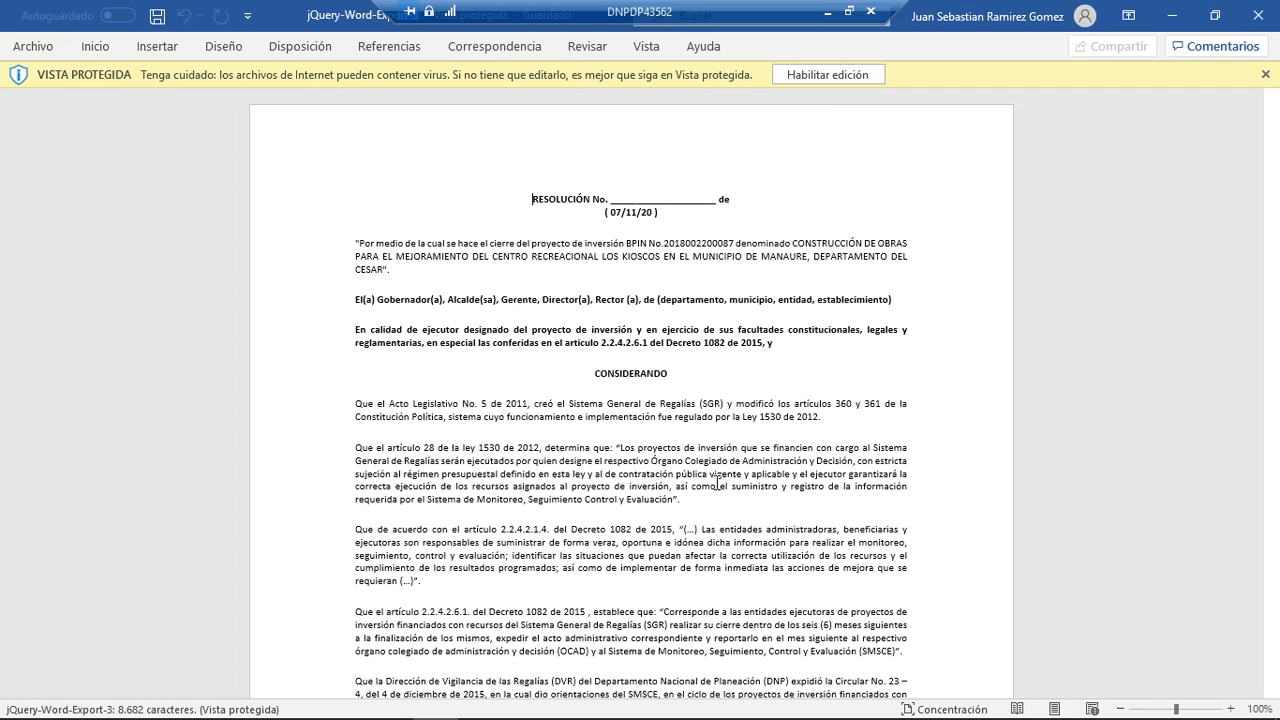 Autoguardado
jQuery-Word-Exp
Vista protegida
Guardado
DNPDP43562
Buscar
Juan Sebastian Ramirez Gomez
Archivo Inicio Insertar Diseño Disposición Referencias Correspondencia Revisar Vista Ayuda Compartir Comentarios
VISTA PROTEGIDA Tenga cuidado: los archivos de Internet pueden contener virus. Si no tiene que editarlo, es mejor que siga en Vista protegida. Habilitar edición
RESOLUCIÓN No. ____________________ de
( 07/11/20 )
"Por medio de la cual se hace el cierre del proyecto de inversión BPIN No.2018002200087 denominado CONSTRUCCIÓN DE OBRAS
PARA EL MEJORAMIENTO DEL CENTRO RECREACIONAL LOS KIOSCOS EN EL MUNICIPIO DE MANAURE, DEPARTAMENTO DEL
CESAR".
El(a) Gobernador(a), Alcalde(sa), Gerente, Director(a), Rector (a), de (departamento, municipio, entidad, establecimiento)
En calidad de ejecutor designado del proyecto de inversión y en ejercicio de sus facultades constitucionales, legales y
reglamentarias, en especial las conferidas en el articulo 2.2.4.2.6.1 del Decreto 1082 de 2015, y
CONSIDERANDO
Que el Acto Legislativo No. 5 de 2011, creó el Sistema General de Regalías (SGR) y modificó los artículos 360 y 361 de la
Constitución Política, sistema cuyo funcionamiento e implementación fue regulado por la Ley 1530 de 2012.
Que el artículo 28 de la ley 1530 de 2012, determina que: “Los proyectos de inversión que se financien con cargo al Sistema
General de Regalías serán ejecutados por quien designe el respectivo Órgano Colegiado de Administración y Decisión, con estricta
sujeción al régimen presupuestal definido en esta ley y al de contratación pública vigente y aplicable y el ejecutor garantizará la
correcta ejecución de los recursos asignados al proyecto de inversión, así como el suministro y registro de la información
requerida por el Sistema de Monitoreo, Seguimiento Control y Evaluación”.
Que de acuerdo con el artículo 2.2.4.2.1.4. del Decreto 1082 de 2015, “(…) Las entidades administradoras, beneficiarias y
ejecutoras son responsables de suministrar de forma veraz, oportuna e idónea dicha información para realizar el monitoreo,
seguimiento, control y evaluación; identificar las situaciones que puedan afectar la correcta utilización de los recursos y el
cumplimiento de los resultados programados; así como de implementar de forma inmediata las acciones de mejora que se
requieran (…)”.
Que el artículo 2.2.4.2.6.1. del Decreto 1082 de 2015 , establece que: “Corresponde a las entidades ejecutoras de proyectos de
inversión financiados con recursos del Sistema General de Regalías (SGR) realizar su cierre dentro de los seis (6) meses siguientes
a la finalización de los mismos, expedir el acto administrativo correspondiente y reportarlo en el mes siguiente al respectivo
órgano colegiado de administración y decisión (OCAD) y al Sistema de Monitoreo, Seguimiento, Control y Evaluación (SMSCE)”.
Que la Dirección de Vigilancia de las Regalías (DVR) del Departamento Nacional de Planeación (DNP) expidió la Circular No. 23 –
4, del 4 de diciembre de 2015, en la cual dio orientaciones del SMSCE, en el ciclo de los proyectos de inversión financiados con
jQuery-Word-Export-3: 8.682 caracteres. (Vista protegida) Concentración 100%